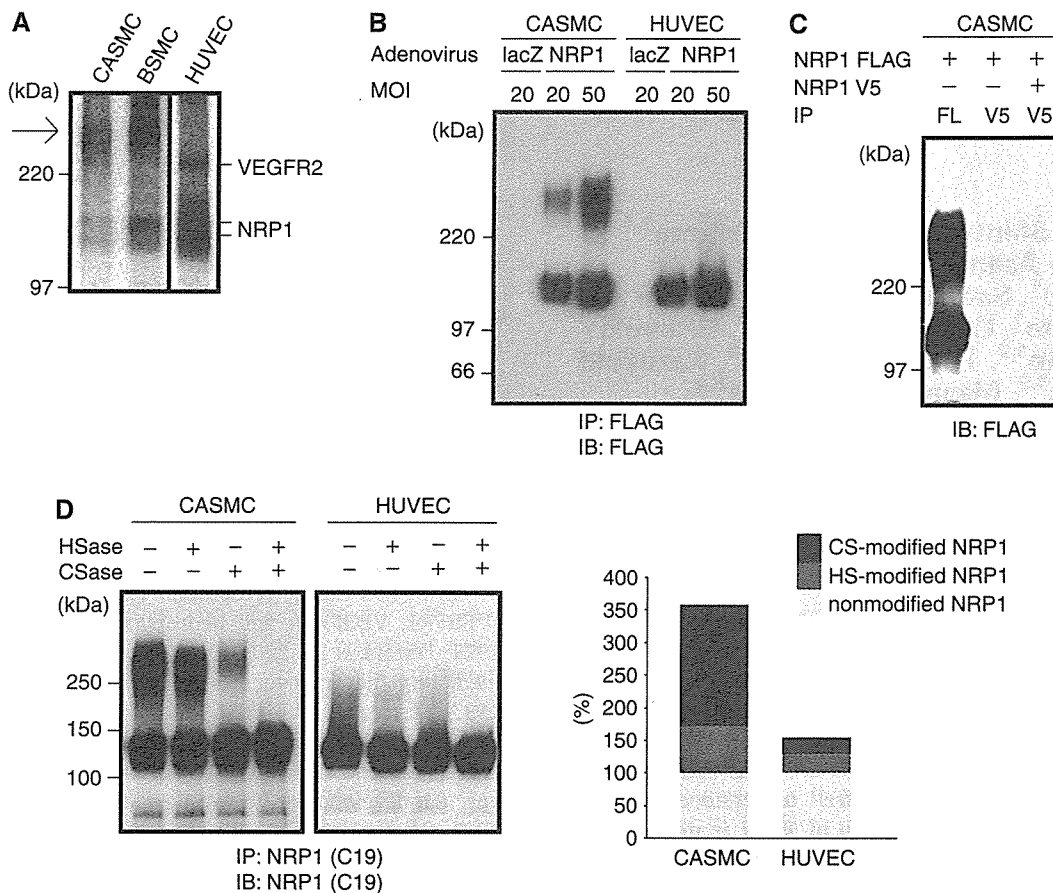 A
CASMC BSMC HUVEC
(kDa)
VEGFR2
220
NRP1
97
B
CASMC HUVEC
Adenovirus lacZ NRP1 lacZ NRP1
MOI 20 20 50 20 20 50
(kDa)
220
97
66
IP: FLAG
IB: FLAG
C
CASMC
NRP1 FLAG + + +
NRP1 V5 − − +
IP FL V5 V5
(kDa)
220
97
IB: FLAG
D
CASMC HUVEC
HSase − + − + − + − +
CSase − − + + − − + +
(kDa)
250
150
100
IP: NRP1 (C19)
IB: NRP1 (C19)
CS-modified NRP1
HS-modified NRP1
nonmodified NRP1
(%)
400
350
300
250
200
150
100
50
0
CASMC HUVEC